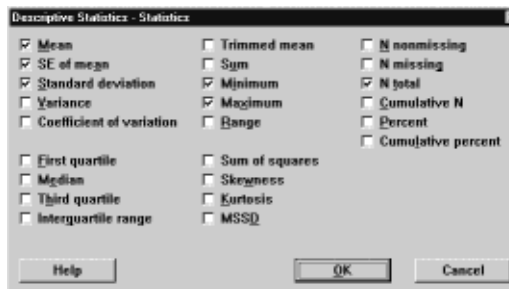 Descriptive Statistics - Statistics
Mean
SE of mean
Standard deviation
Variance
Coefficient of variation
First quartile
Median
Third quartile
Interquartile range
Trimmed mean
Sum
Minimum
Maximum
Range
Sum of squares
Skewness
Kurtosis
MSSD
N nonmissing
N missing
N total
Cumulative N
Percent
Cumulative percent
Help
OK
Cancel